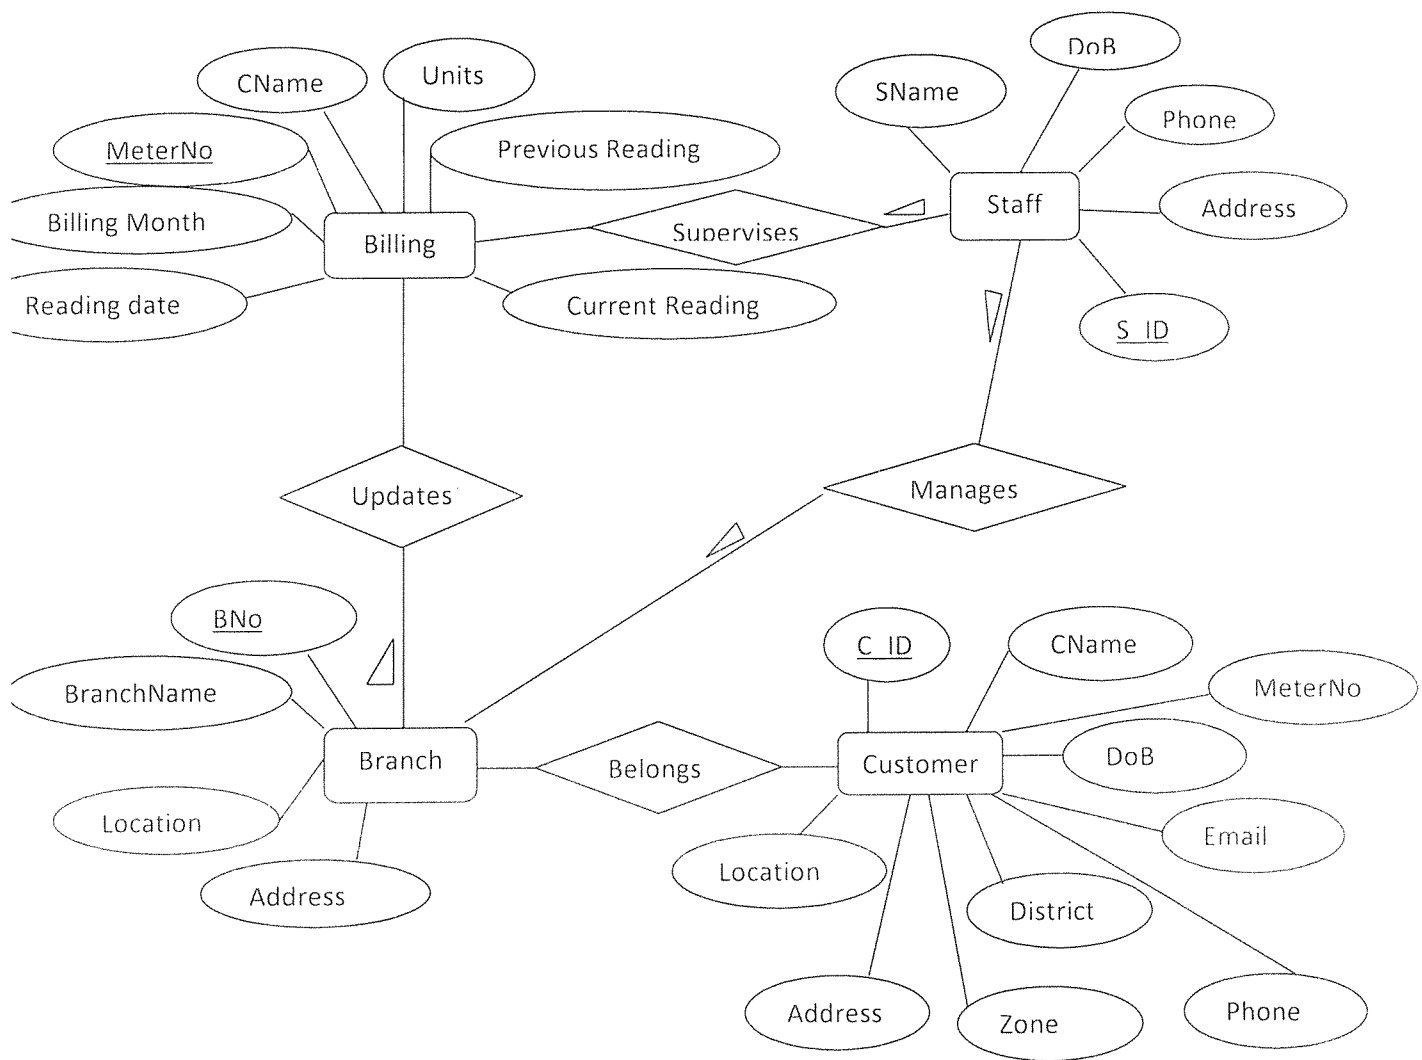 DoB
CName
Units
SName
Phone
MeterNo
Previous Reading
Billing Month
Billing
Supervises
Staff
Address
Reading date
Current Reading
S_ID
Updates
Manages
BNo
C_ID
CName
BranchName
MeterNo
Branch
Belongs
Customer
DoB
Location
Email
Location
Address
District
Address
Zone
Phone